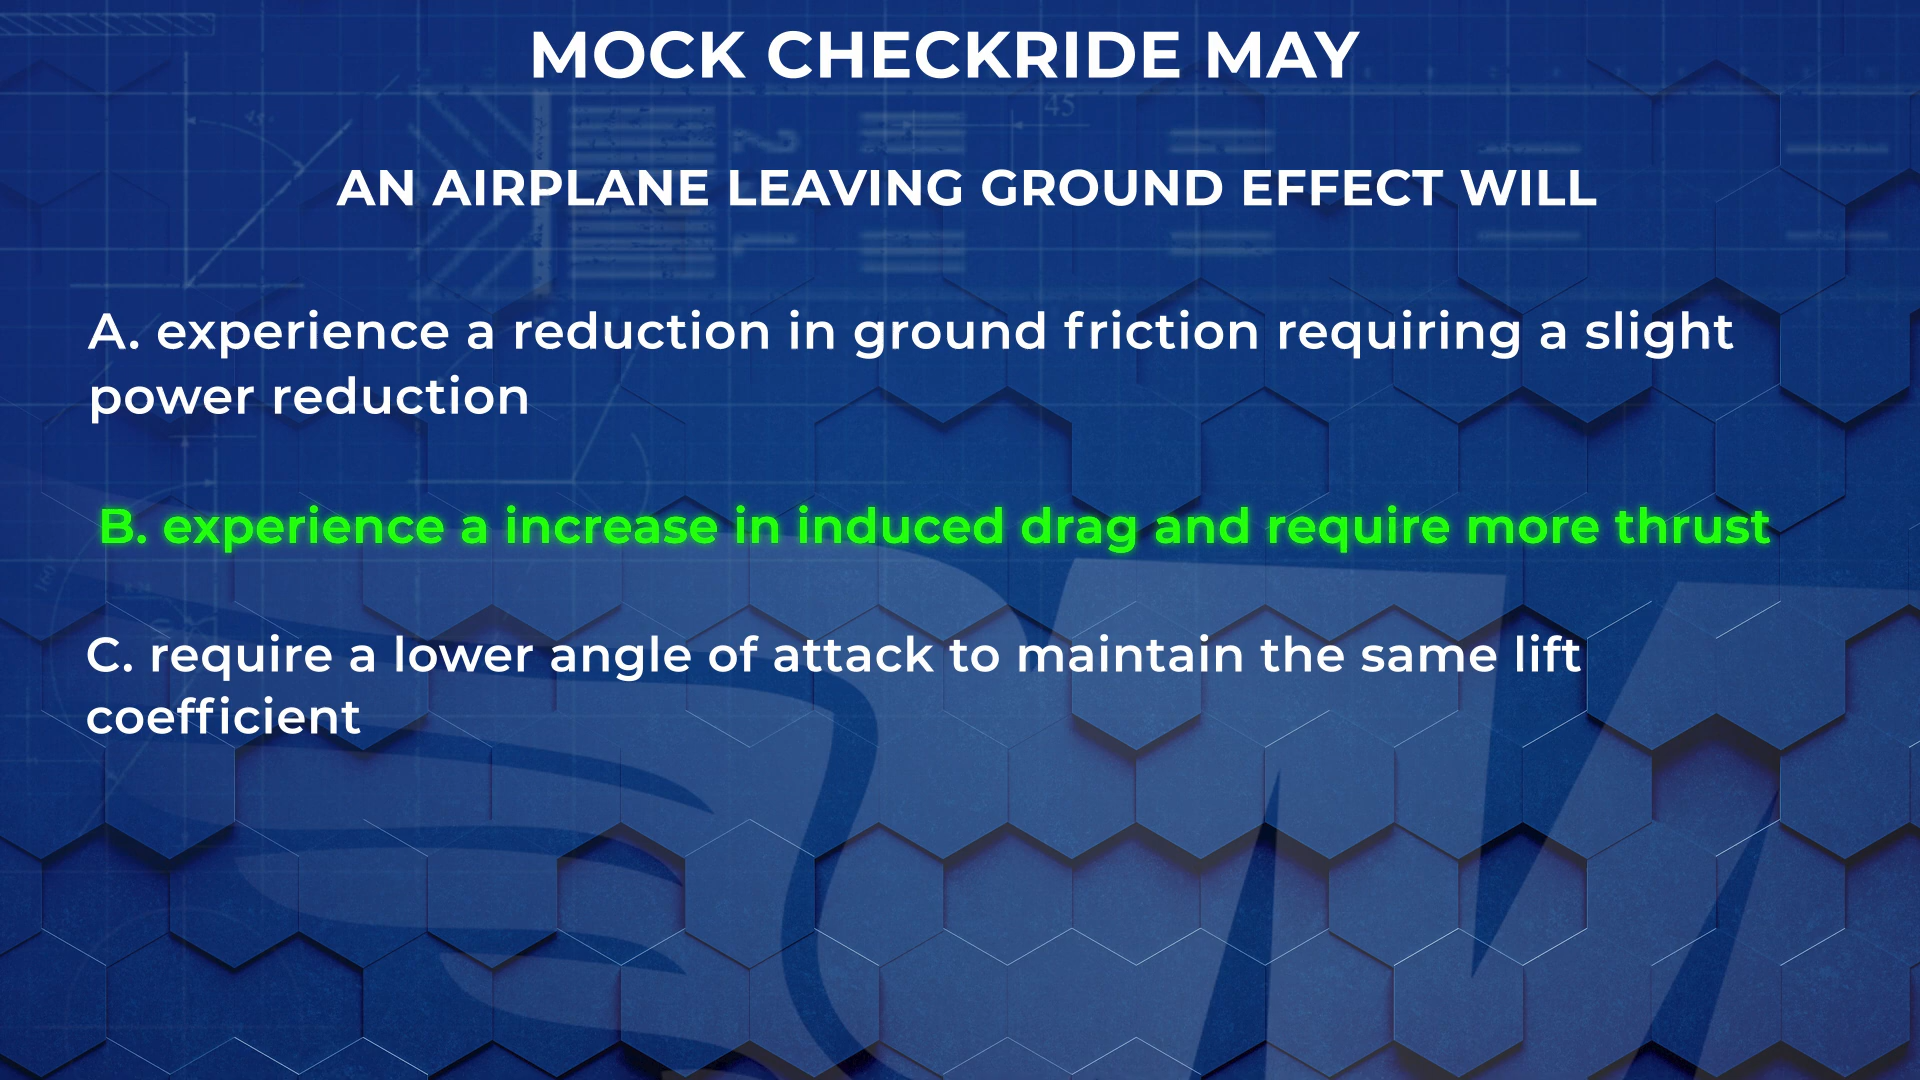 MOCK CHECKRIDE MAY
45
AN AIRPLANE LEAVING GROUND EFFECT WILL
A. experience a reduction in ground friction requiring a slight
power reduction
B. experience a increase in induced drag and require more thrust
C. require a lower angle of attack to maintain the same lift
coefficient